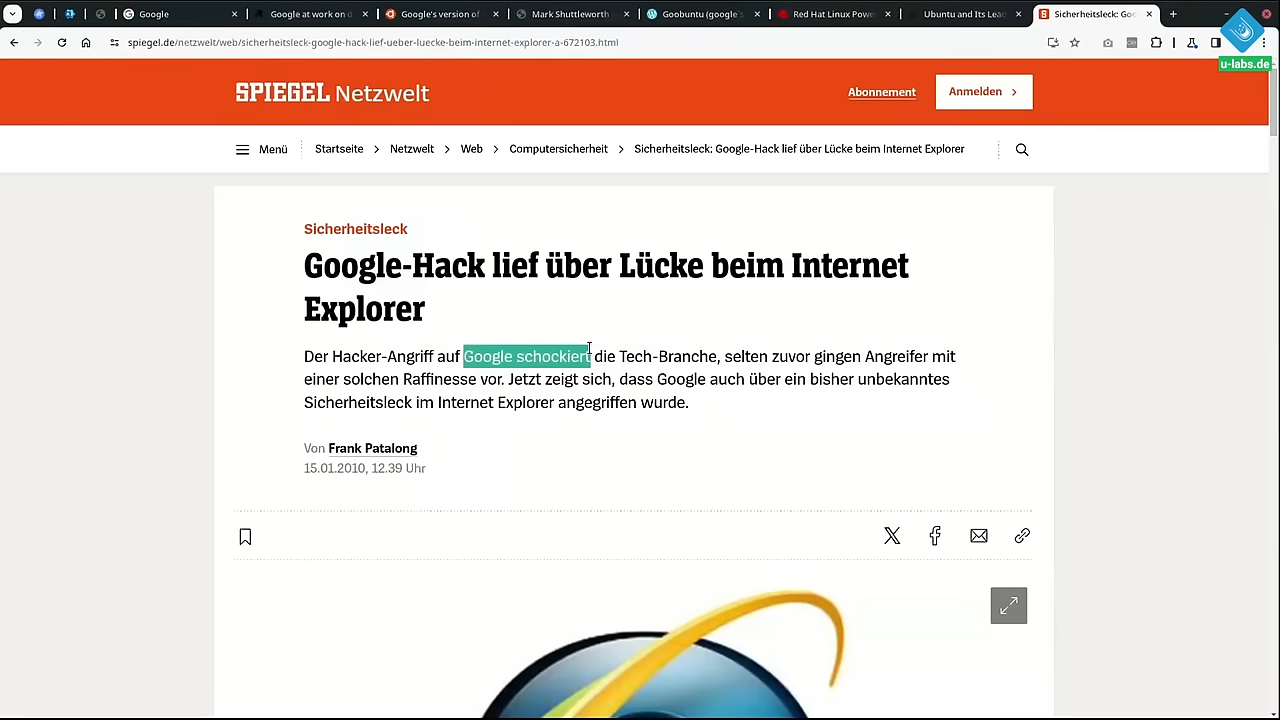 Google
Google at work on d
Google's version of
Mark Shuttleworth
Goobuntu (google's
Red Hat Linux Powe
Ubuntu and Its Lea
Sicherheitsleck: Goo
spiegel.de/netzwelt/web/sicherheitsleck-google-hack-lief-ueber-luecke-beim-internet-explorer-a-672103.html
u-labs.de
SPIEGEL Netzwelt
Abonnement
Anmelden
Menü
Startseite
Netzwelt
Web
Computersicherheit
Sicherheitsleck: Google-Hack lief über Lücke beim Internet Explorer
Sicherheitsleck
Google-Hack lief über Lücke beim Internet
Explorer
Der Hacker-Angriff auf Google schockiert die Tech-Branche, selten zuvor gingen Angreifer mit
einer solchen Raffinesse vor. Jetzt zeigt sich, dass Google auch über ein bisher unbekanntes
Sicherheitsleck im Internet Explorer angegriffen wurde.
Von Frank Patalong
15.01.2010, 12.39 Uhr